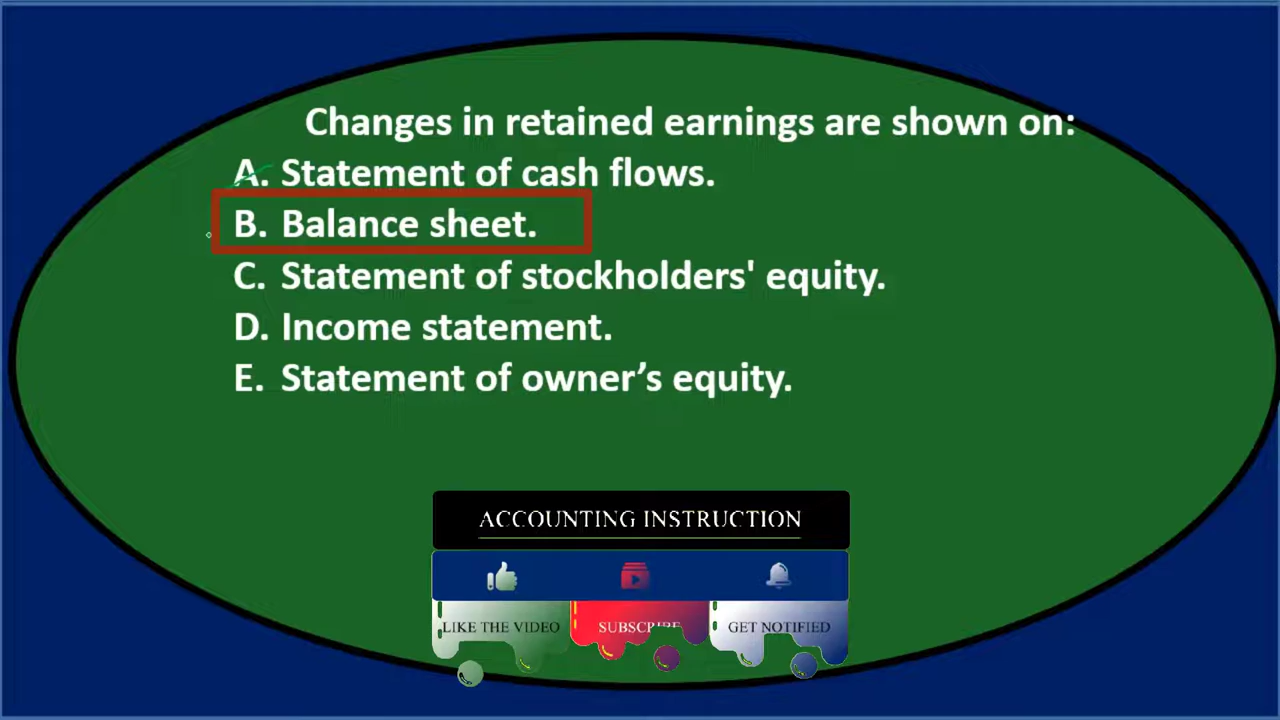 Changes in retained earnings are shown on:
A. Statement of cash flows.
B. Balance sheet.
C. Statement of stockholders' equity.
D. Income statement.
E. Statement of owner’s equity.
ACCOUNTING INSTRUCTION
LIKE THE VIDEO SUBSCRIBE GET NOTIFIED